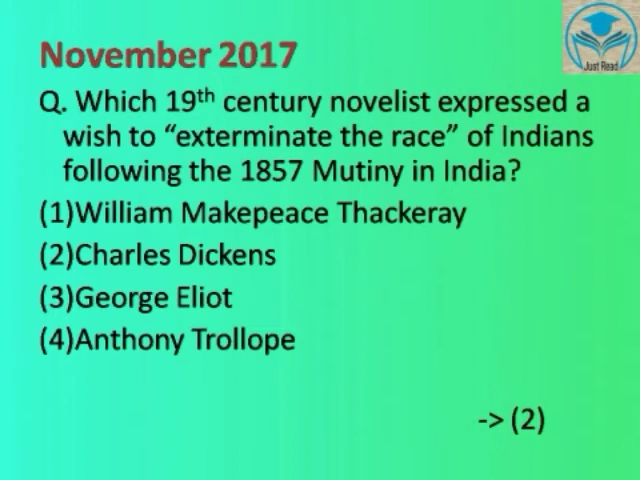 Just Read
November 2017
Q. Which 19th century novelist expressed a
wish to “exterminate the race” of Indians
following the 1857 Mutiny in India?
(1)William Makepeace Thackeray
(2)Charles Dickens
(3)George Eliot
(4)Anthony Trollope
-> (2)